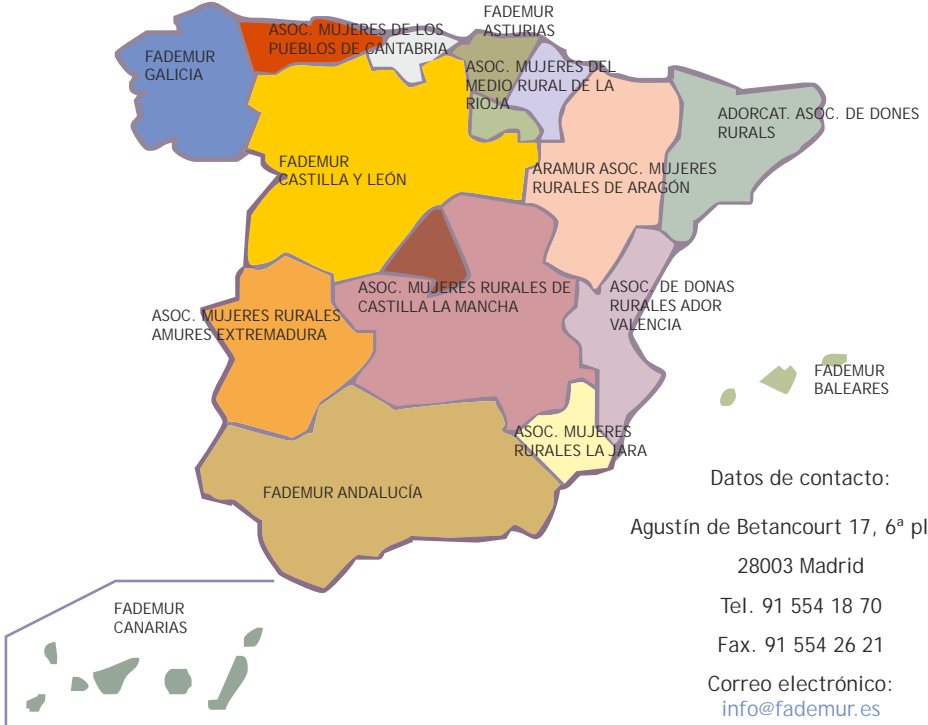 FADEMUR
ASTURIAS
ASOC. MUJERES DE LOS
PUEBLOS DE CANTABRIA
FADEMUR
GALICIA
ASOC. MUJERES DEL
MEDIO RURAL DE LA
RIOJA
ADORCAT. ASOC. DE DONES
RURALS
FADEMUR
CASTILLA Y LEÓN
ARAMUR ASOC. MUJERES
RURALES DE ARAGÓN
ASOC. MUJERES RURALES DE
CASTILLA LA MANCHA
ASOC. DE DONAS
RURALES ADOR
VALENCIA
ASOC. MUJERES RURALES
AMURES EXTREMADURA
FADEMUR
BALEARES
ASOC. MUJERES
RURALES LA JARA
FADEMUR ANDALUCÍA
FADEMUR
CANARIAS
Datos de contacto:
Agustín de Betancourt 17, 6ª pl
28003 Madrid
Tel. 91 554 18 70
Fax. 91 554 26 21
Correo electrónico:
info@fademur.es